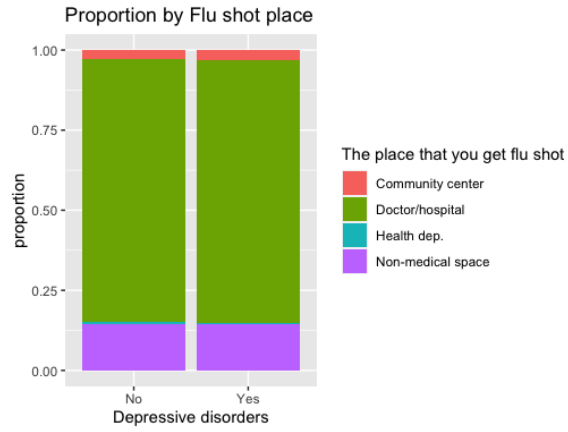 Proportion by Flu shot place
proportion
1.00
0.75
0.50
0.25
0.00
No Yes
Depressive disorders
The place that you get flu shot
Community center
Doctor/hospital
Health dep.
Non-medical space